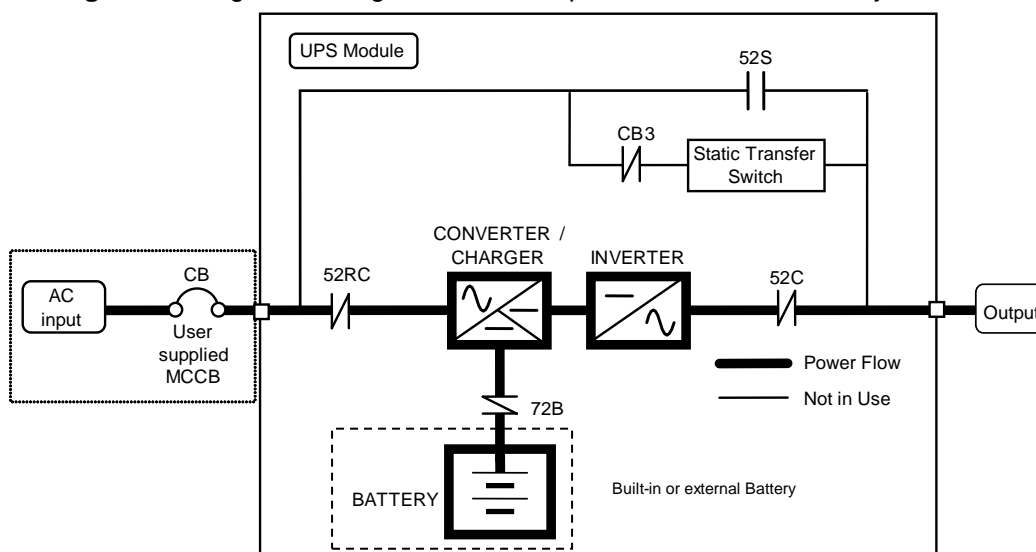 UPS Module
52S
CB3
Static Transfer
Switch
CONVERTER /
CHARGER
INVERTER
AC
input
CB
User
supplied
MCCB
52RC
52C
Output
Power Flow
Not in Use
72B
BATTERY
Built-in or external Battery